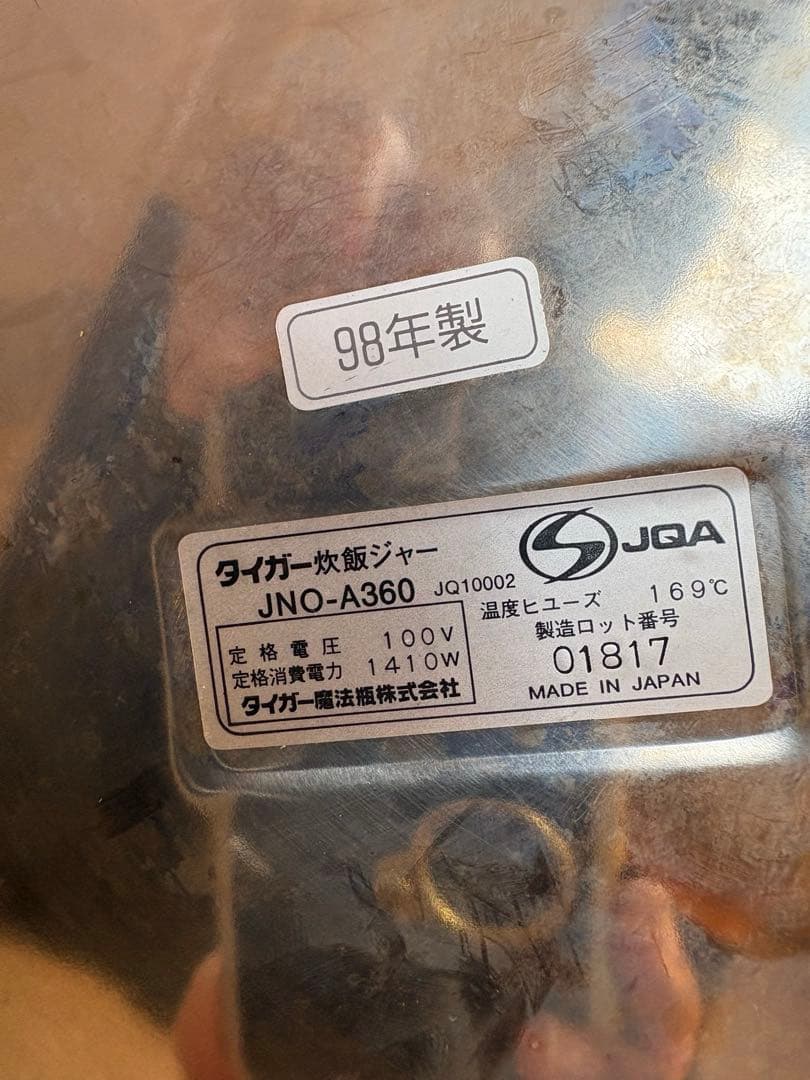 98年製
タイガー炊飯ジャー
JNO-A360 JQ10002
定格電圧 100V
定格消費電力 1410W
タイガー魔法瓶株式会社
JQA
温度ヒューズ 169℃
製造ロット番号
01817
MADE IN JAPAN